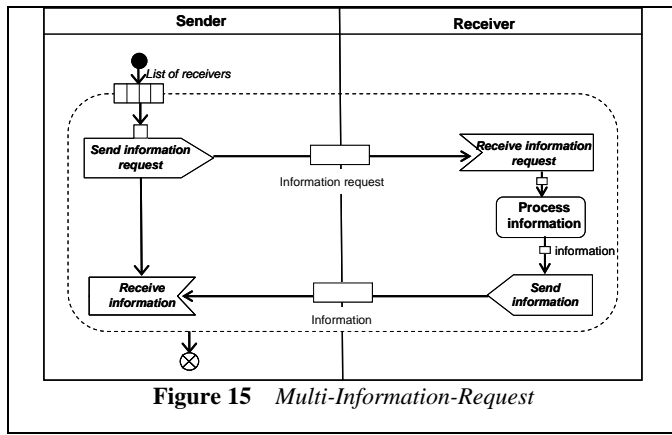 Sender
Receiver
List of receivers
Send information
request
Receive information
request
Information request
Process
information
information
Receive
information
Send
information
Information
Figure 15 Multi-Information-Request